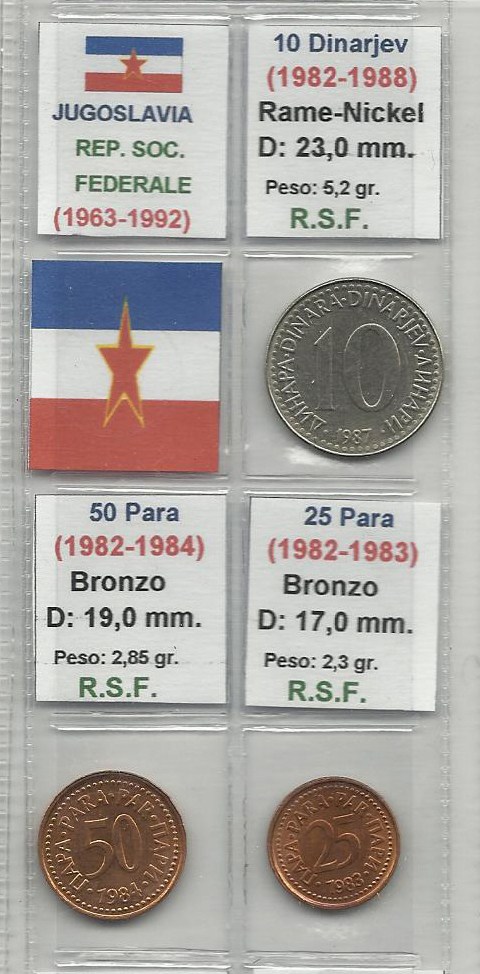 JUGOSLAVIA
REP. SOC.
FEDERALE
(1963-1992)
10 Dinarjev
(1982-1988)
Rame-Nickel
D: 23,0 mm.
Peso: 5,2 gr.
R.S.F.
ДИНАРА·DINARA·DINARJEV·ДИНАРИ
10
·1987·
50 Para
(1982-1984)
Bronzo
D: 19,0 mm.
Peso: 2,85 gr.
R.S.F.
25 Para
(1982-1983)
Bronzo
D: 17,0 mm.
Peso: 2,3 gr.
R.S.F.
ПАРА·PARA·PAR·ПАРИ
50
·1984·
ПАРА·PARA·PAR·ПАРИ
25
·1983·